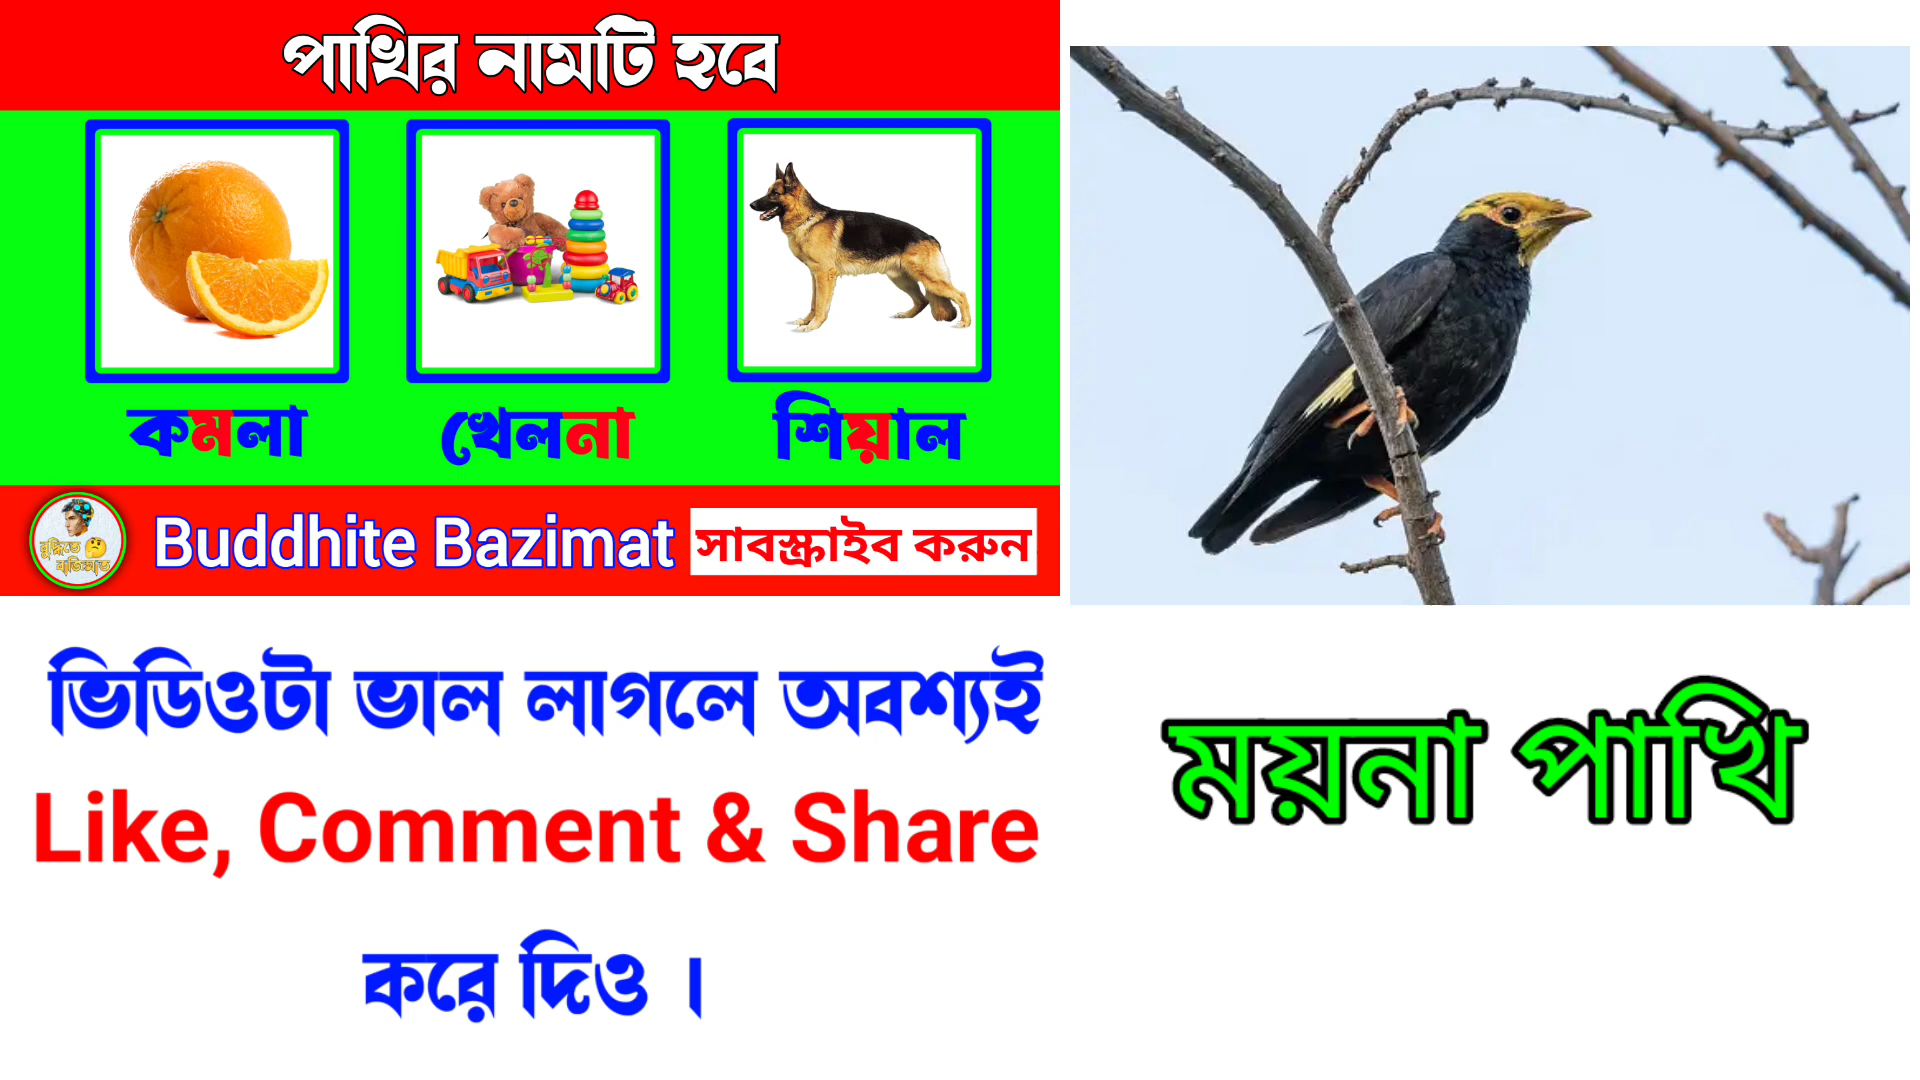 পাখির নামটি হবে
কমলা
খেলনা
শিয়াল
বুদ্ধিতে
বাজিমাত
Buddhite Bazimat
সাবস্ক্রাইব করুন
ভিডিওটা ভাল লাগলে অবশ্যই
Like, Comment & Share
করে দিও ।
ময়না পাখি